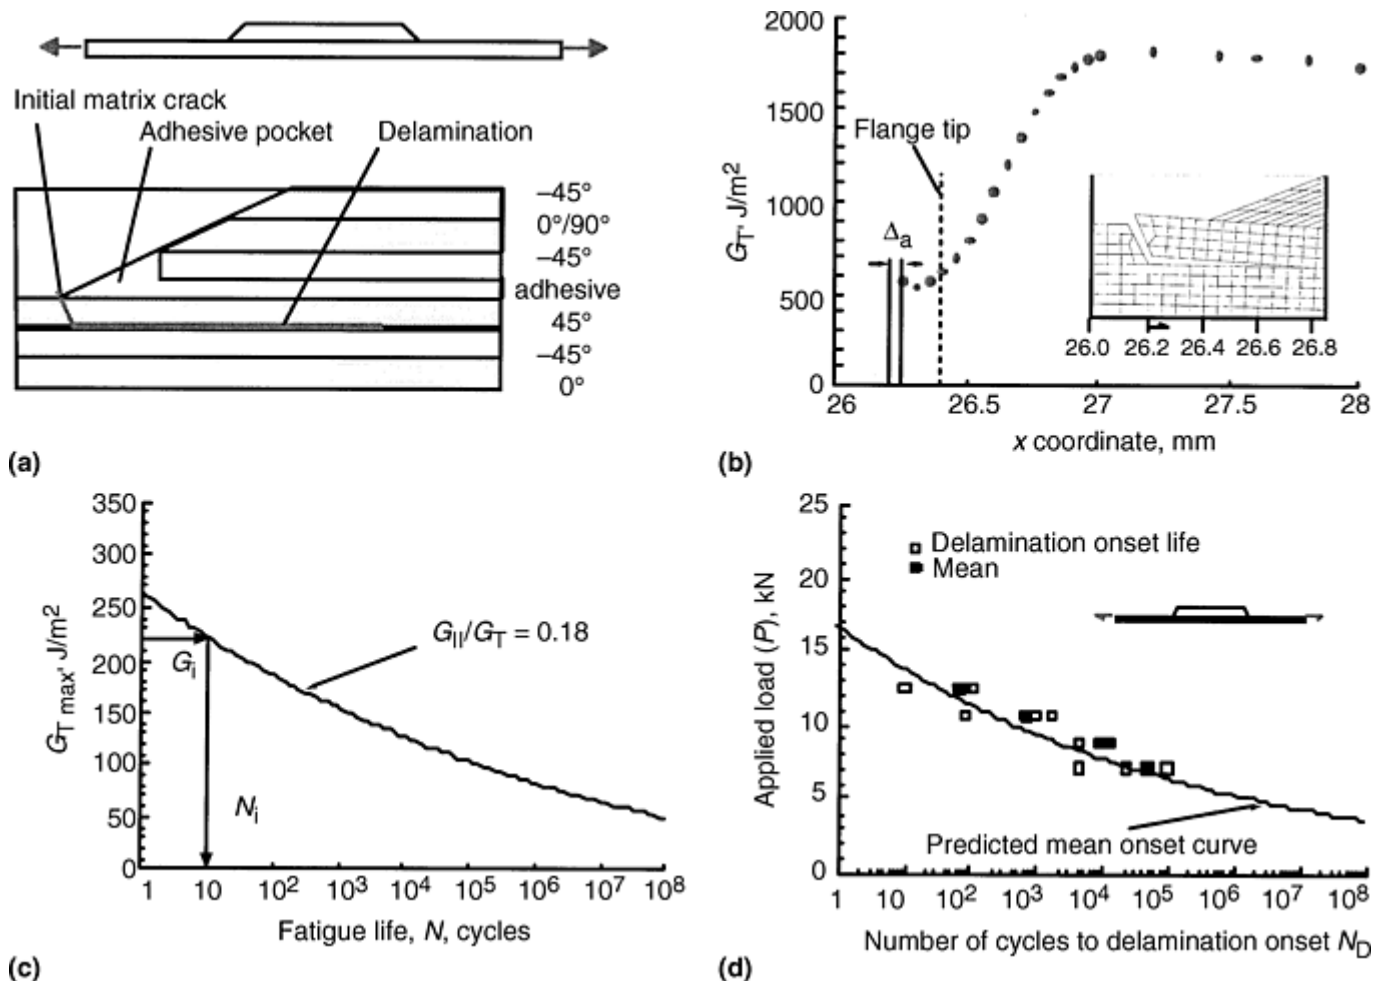 Initial matrix crack
Adhesive pocket
Delamination
–45°
0°/90°
–45°
adhesive
45°
–45°
0°
(a)
2000
1500
1000
500
0
G_T, J/m²
Flange tip
Δa
26.0 26.2 26.4 26.6 26.8
26 26.5 27 27.5 28
x coordinate, mm
(b)
350
300
250
200
150
100
50
0
G_T max, J/m²
G_i
N_i
G_II/G_T = 0.18
1 10 10² 10³ 10⁴ 10⁵ 10⁶ 10⁷ 10⁸
Fatigue life, N, cycles
(c)
25
20
15
10
5
0
Applied load (P), kN
Delamination onset life
Mean
Predicted mean onset curve
1 10 10² 10³ 10⁴ 10⁵ 10⁶ 10⁷ 10⁸
Number of cycles to delamination onset N_D
(d)